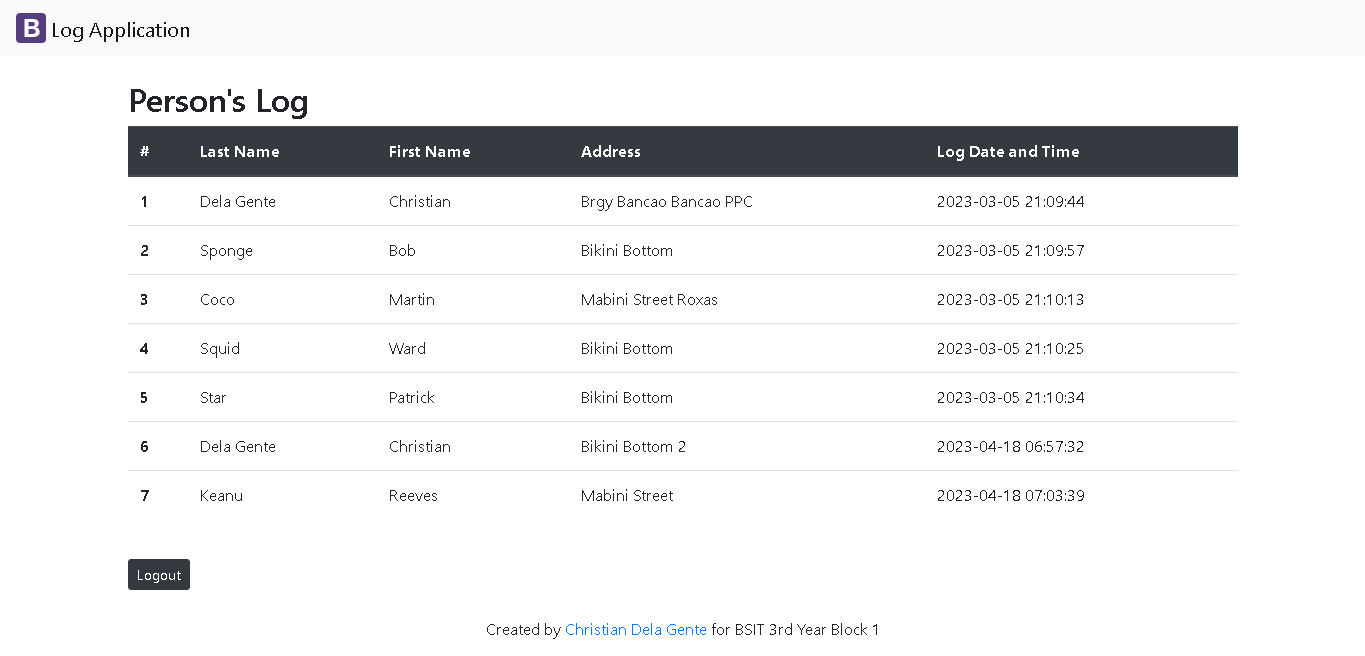 B Log Application
Person's Log
# Last Name First Name Address Log Date and Time
1 Dela Gente Christian Brgy Bancao Bancao PPC 2023-03-05 21:09:44
2 Sponge Bob Bikini Bottom 2023-03-05 21:09:57
3 Coco Martin Mabini Street Roxas 2023-03-05 21:10:13
4 Squid Ward Bikini Bottom 2023-03-05 21:10:25
5 Star Patrick Bikini Bottom 2023-03-05 21:10:34
6 Dela Gente Christian Bikini Bottom 2 2023-04-18 06:57:32
7 Keanu Reeves Mabini Street 2023-04-18 07:03:39
Logout
Created by Christian Dela Gente for BSIT 3rd Year Block 1